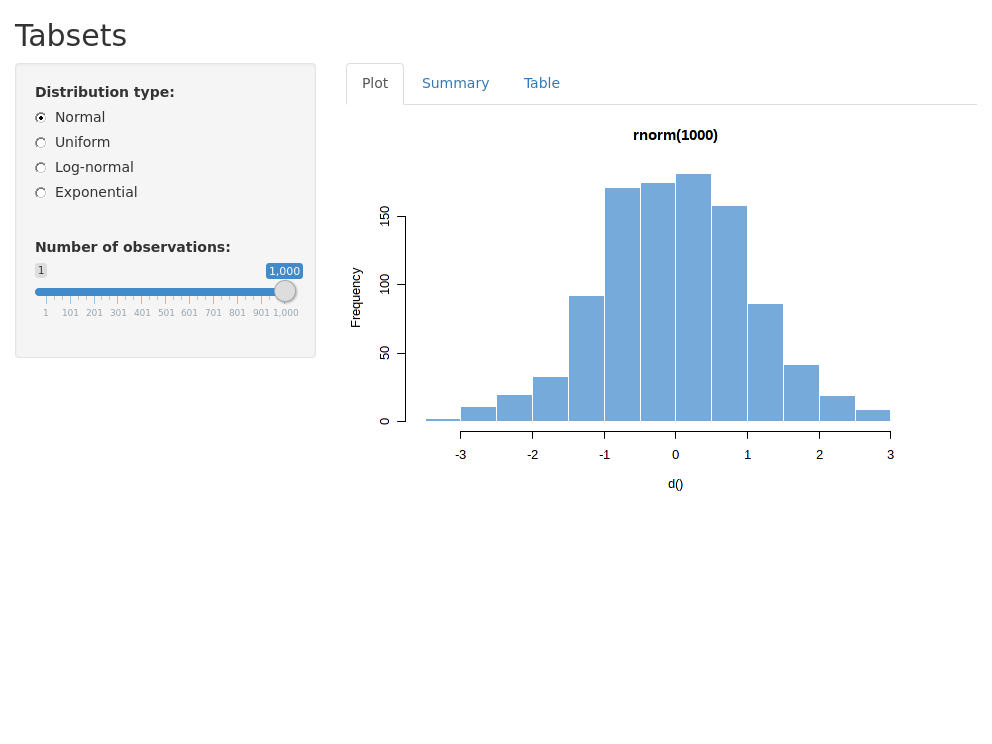 Tabsets
Distribution type:
Normal
Uniform
Log-normal
Exponential
Number of observations:
1 1,000
1 101 201 301 401 501 601 701 801 901 1,000
Plot Summary Table
rnorm(1000)
Frequency
150
100
50
0
-3 -2 -1 0 1 2 3
d()